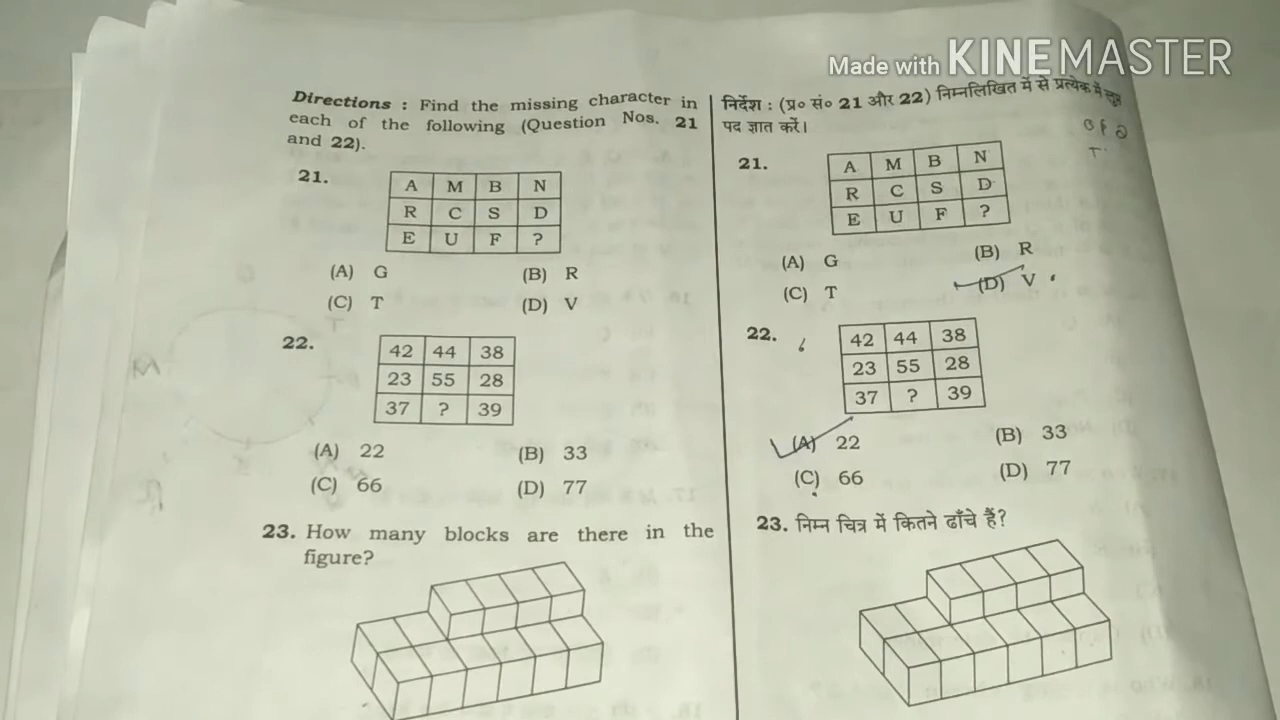 Made with KINEMASTER
Directions : Find the missing character in
each of the following (Question Nos. 21
and 22).
21.
A M B N
R C S D
E U F ?
(A) G (B) R
(C) T (D) V
22.
42 44 38
23 55 28
37 ? 39
(A) 22 (B) 33
(C) 66 (D) 77
23. How many blocks are there in the
figure?
निर्देश : (प्र० सं० 21 और 22) निम्नलिखित में से प्रत्येक में लुप्त
पद ज्ञात करें।
21.
A M B N
R C S D
E U F ?
(A) G (B) R
(C) T (D) V
22.
42 44 38
23 55 28
37 ? 39
(A) 22 (B) 33
(C) 66 (D) 77
23. निम्न चित्र में कितने ढाँचे हैं?